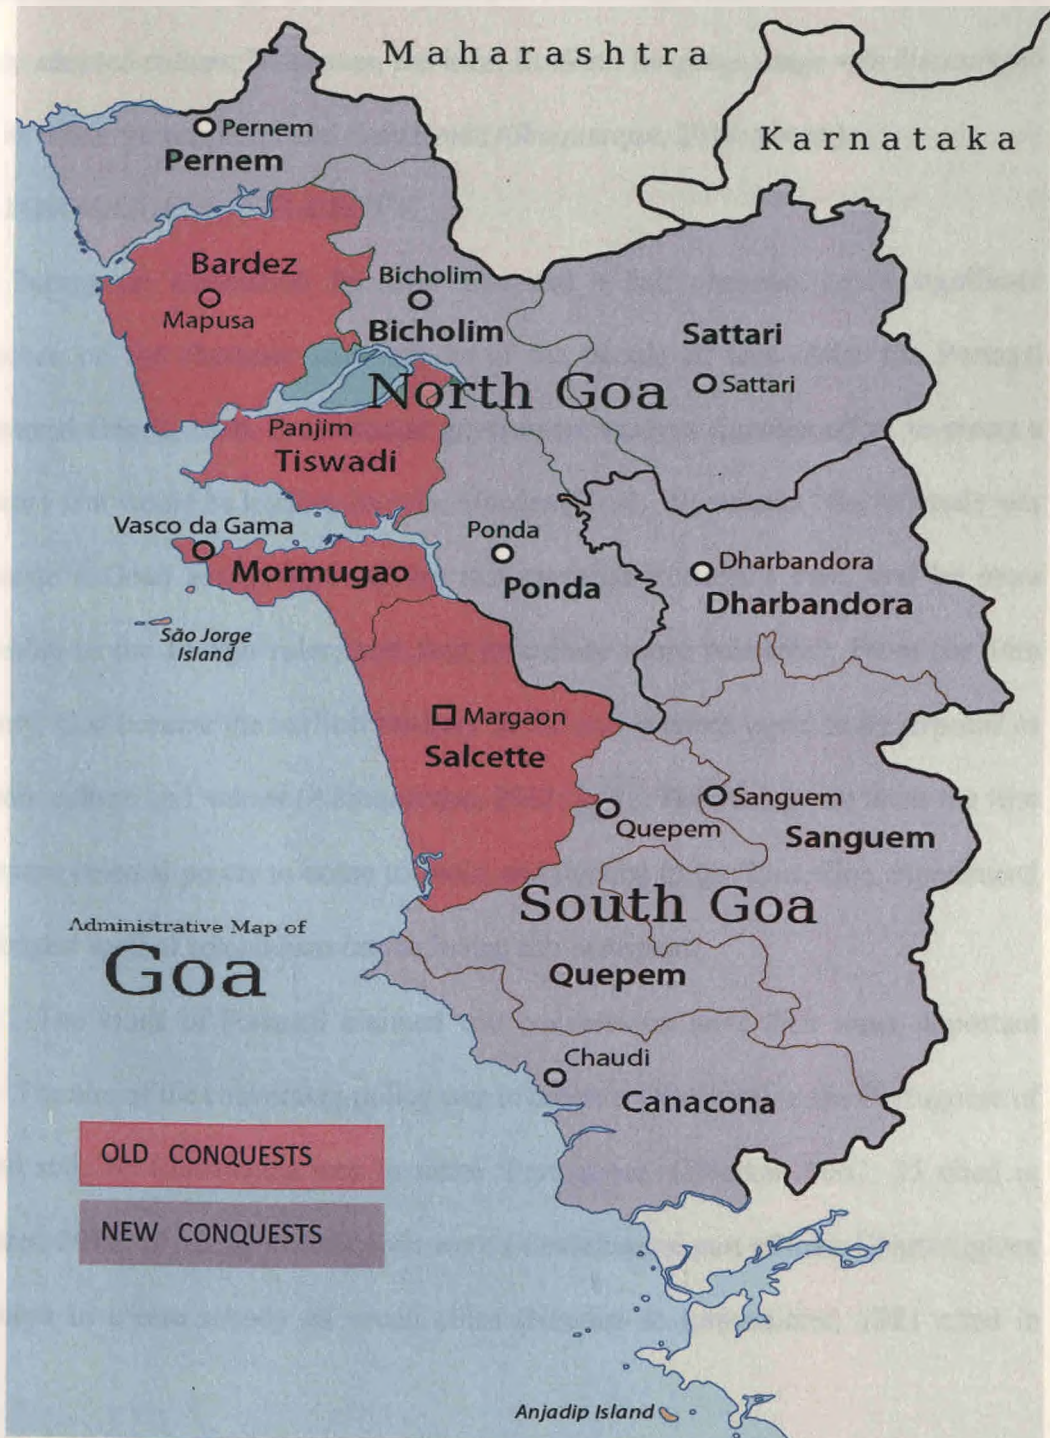 Maharashtra
Karnataka
Pernem
Pernem
Bardez
Mapusa
Bicholim
Bicholim
Sattari
Sattari
North Goa
Panjim
Tiswadi
Vasco da Gama
Mormugao
São Jorge
Island
Ponda
Ponda
Dharbandora
Dharbandora
Margaon
Salcette
Sanguem
Sanguem
Quepem
South Goa
Quepem
Administrative Map of
Goa
Chaudi
Canacona
OLD CONQUESTS
NEW CONQUESTS
Anjadip Island